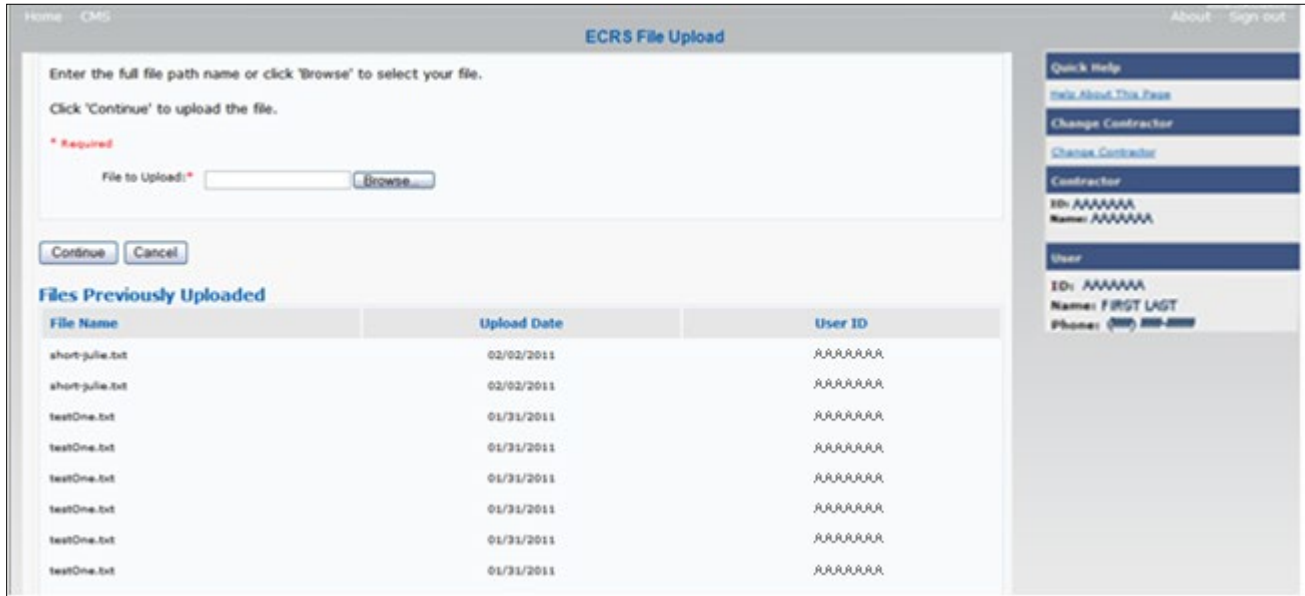 Home CMS About Sign out
ECRS File Upload
Enter the full file path name or click 'Browse' to select your file.
Click 'Continue' to upload the file.
* Required
File to Upload:* Browse...
Continue Cancel
Files Previously Uploaded
File Name Upload Date User ID
short-julie.txt 02/02/2011 AAAAAAA
short-julie.txt 02/02/2011 AAAAAAA
testOne.txt 01/31/2011 AAAAAAA
testOne.txt 01/31/2011 AAAAAAA
testOne.txt 01/31/2011 AAAAAAA
testOne.txt 01/31/2011 AAAAAAA
testOne.txt 01/31/2011 AAAAAAA
testOne.txt 01/31/2011 AAAAAAA
Quick Help
Help About This Page
Change Contractor
Change Contractor
Contractor
ID: AAAAAAA
Name: AAAAAAA
User
ID: AAAAAAA
Name: FIRST LAST
Phone: (###) ###-####